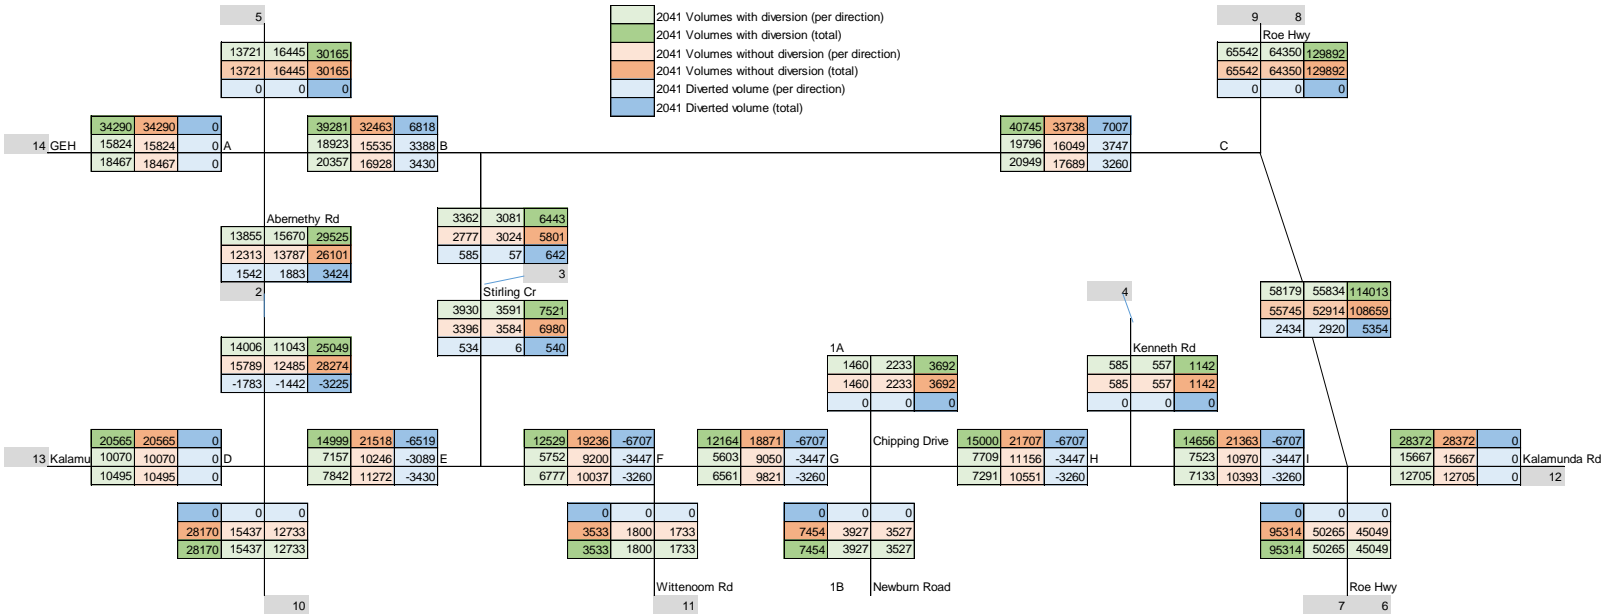 5
2041 Volumes with diversion (per direction)
2041 Volumes with diversion (total)
2041 Volumes without diversion (per direction)
2041 Volumes without diversion (total)
2041 Diverted volume (per direction)
2041 Diverted volume (total)
9 8
Roe Hwy
13721 16445 30165
13721 16445 30165
0 0 0
65542 64350 129892
65542 64350 129892
0 0 0
34290 34290 0
14 GEH 15824 15824 0 A
18467 18467 0
39281 32463 6818
18923 15535 3388 B
20357 16928 3430
40745 33738 7007
19796 16049 3747 C
20949 17689 3260
Abernethy Rd
13855 15670 29525
12313 13787 26101
1542 1883 3424
2
3362 3081 6443
2777 3024 5801
585 57 642
3
Stirling Cr
3930 3591 7521
3396 3584 6980
534 6 540
4
58179 55834 114013
55745 52914 108659
2434 2920 5354
14006 11043 25049
15789 12485 28274
-1783 -1442 -3225
1A
1460 2233 3692
1460 2233 3692
0 0 0
Kenneth Rd
585 557 1142
585 557 1142
0 0 0
20565 20565 0
13 Kalamu 10070 10070 0 D
10495 10495 0
14999 21518 -6519
7157 10246 -3089 E
7842 11272 -3430
12529 19236 -6707
5752 9200 -3447 F
6777 10037 -3260
12164 18871 -6707
5603 9050 -3447 G
6561 9821 -3260
Chipping Drive
15000 21707 -6707
7709 11156 -3447 H
7291 10551 -3260
14656 21363 -6707
7523 10970 -3447 I
7133 10393 -3260
28372 28372 0
15667 15667 0 Kalamunda Rd
12705 12705 0 12
0 0 0
28170 15437 12733
28170 15437 12733
0 0 0
3533 1800 1733
3533 1800 1733
0 0 0
7454 3927 3527
7454 3927 3527
0 0 0
95314 50265 45049
95314 50265 45049
Wittenoom Rd
1B Newburn Road
Roe Hwy
10
11
7 6